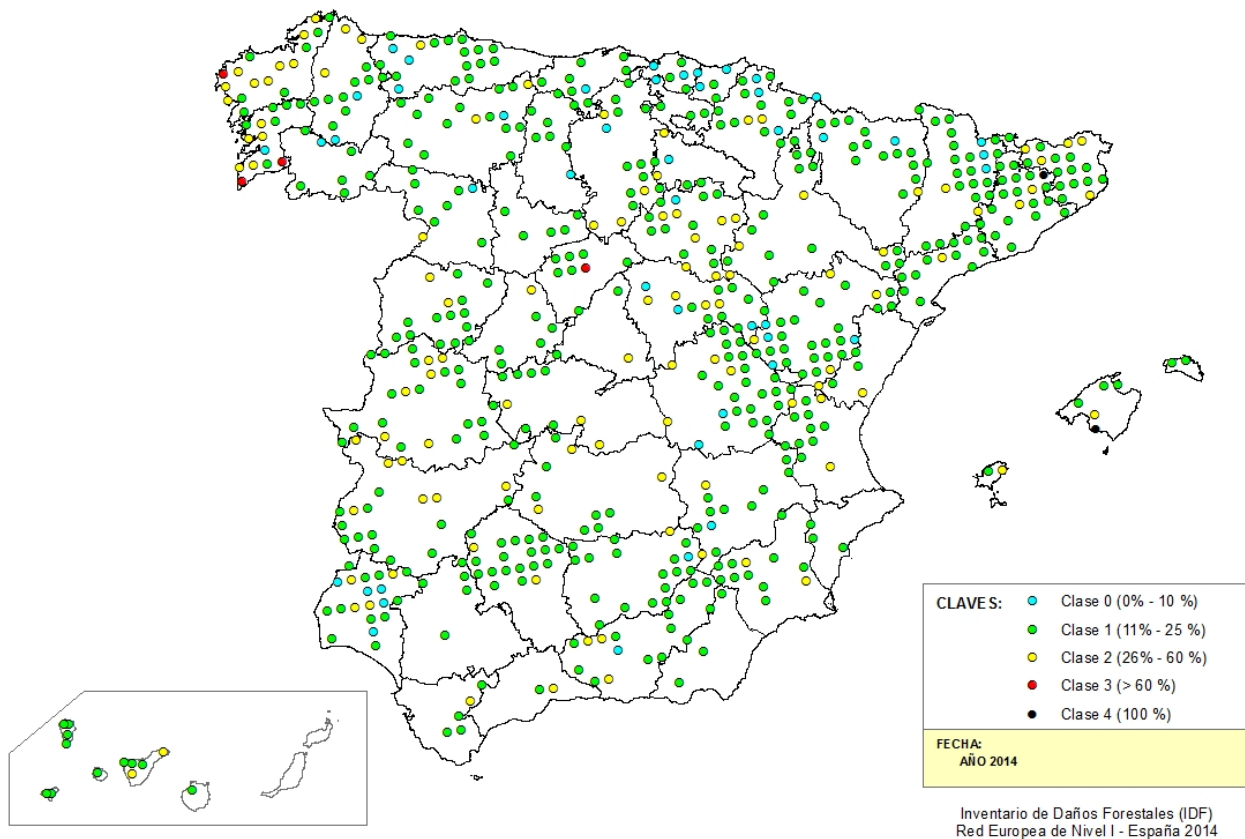 CLAVES:
Clase 0 (0% - 10 %)
Clase 1 (11% - 25 %)
Clase 2 (26% - 60 %)
Clase 3 (> 60 %)
Clase 4 (100 %)
FECHA:
AÑO 2014
Inventario de Daños Forestales (IDF)
Red Europea de Nivel I - España 2014